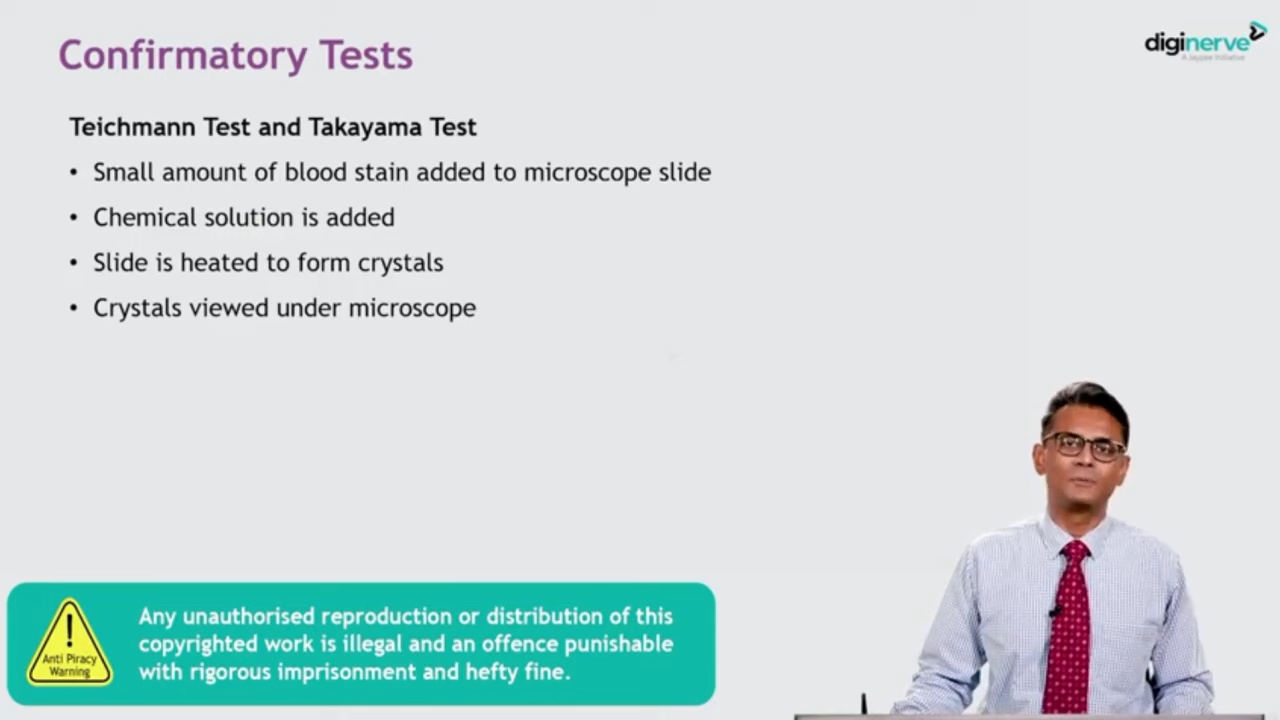 Confirmatory Tests
diginerve
A Jaypee Initiative
Teichmann Test and Takayama Test
• Small amount of blood stain added to microscope slide
• Chemical solution is added
• Slide is heated to form crystals
• Crystals viewed under microscope
Anti Piracy
Warning
Any unauthorised reproduction or distribution of this
copyrighted work is illegal and an offence punishable
with rigorous imprisonment and hefty fine.